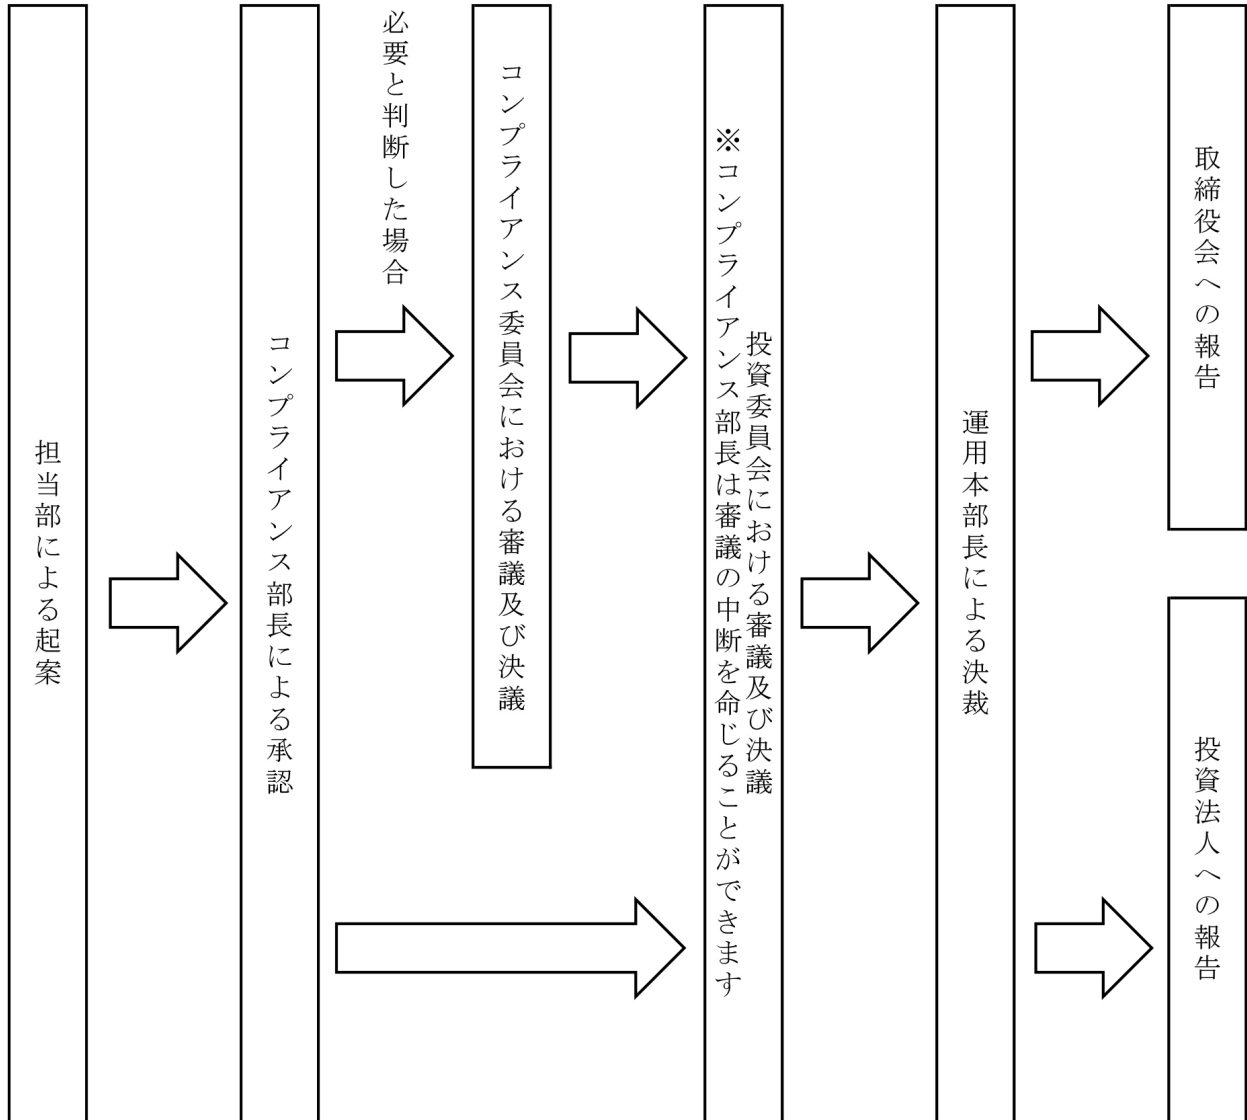 担当部による起案
コンプライアンス部長による承認
必要と判断した場合
コンプライアンス委員会における審議及び決議
投資委員会における審議及び決議
※コンプライアンス部長は審議の中断を命じることができます
運用本部長による決裁
取締役会への報告
投資法人への報告